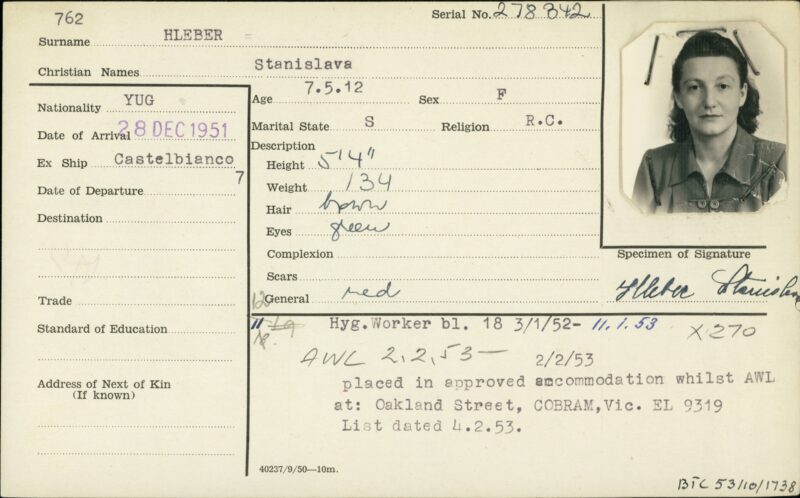 762
Serial No. 278342
Surname HLEBER
Christian Names Stanislava
Nationality YUG
Date of Arrival 28 DEC 1951
Ex Ship Castelbianco
7
Date of Departure
Destination
Trade
Standard of Education
Address of Next of Kin
(If known)
Age 7.5.12 Sex F
Marital State S Religion R.C.
Description
Height 5'4"
Weight 134
Hair brown
Eyes green
Complexion
Scars
12 General red
Specimen of Signature
Hleber Stanislava
11 Hyg.Worker bl. 18 3/1/52- 11.1.53 X270
AWL 2.2.53- 2/2/53
placed in approved accommodation whilst AWL
at: Oakland Street, COBRAM,Vic. EL 9319
List dated 4.2.53.
40237/9/50—10m.
BTC 53/10/1738